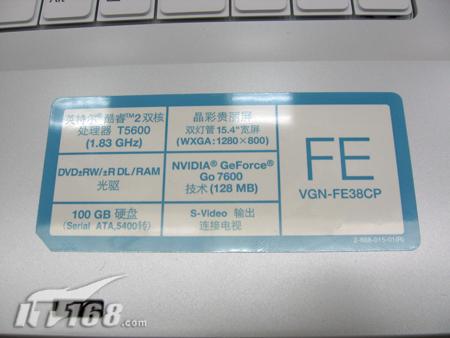 英特尔®酷睿™2双核
处理器 T5600
(1.83 GHz)
晶彩贵丽屏
双灯管 15.4"宽屏
(WXGA:1280×800)
DVD±RW/±R DL/RAM
光驱
NVIDIA® GeForce®
Go 7600
技术 (128 MB)
100 GB 硬盘
(Serial ATA,5400转)
S-Video 输出
连接电视
FE
VGN-FE38CP
IT168.com